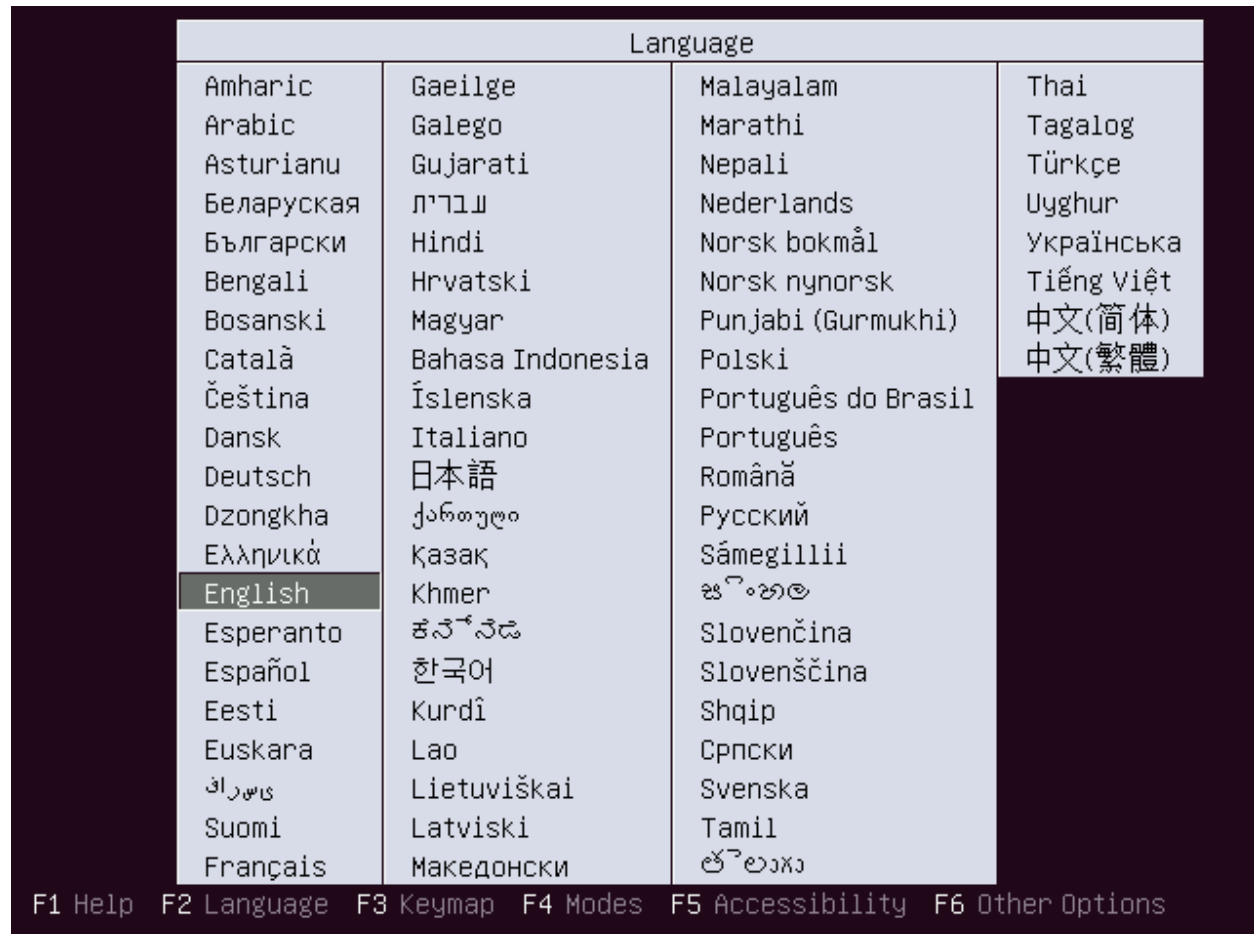 Language
Amharic
Arabic
Asturianu
Беларуская
Български
Bengali
Bosanski
Català
Čeština
Dansk
Deutsch
Dzongkha
Ελληνικά
English
Esperanto
Español
Eesti
Euskara
فارسی
Suomi
Français
Gaeilge
Galego
Gujarati
עברית
Hindi
Hrvatski
Magyar
Bahasa Indonesia
Íslenska
Italiano
日本語
ქართული
Қазақ
Khmer
ಕನ್ನಡ
한국어
Kurdî
Lao
Lietuviškai
Latviski
Македонски
Malayalam
Marathi
Nepali
Nederlands
Norsk bokmål
Norsk nynorsk
Punjabi (Gurmukhi)
Polski
Português do Brasil
Português
Română
Русский
Sámegillii
සිංහල
Slovenčina
Slovenščina
Shqip
Српски
Svenska
Tamil
తెలుగు
Thai
Tagalog
Türkçe
Uyghur
Українська
Tiếng Việt
中文(简体)
中文(繁體)
F1 Help F2 Language F3 Keymap F4 Modes F5 Accessibility F6 Other Options